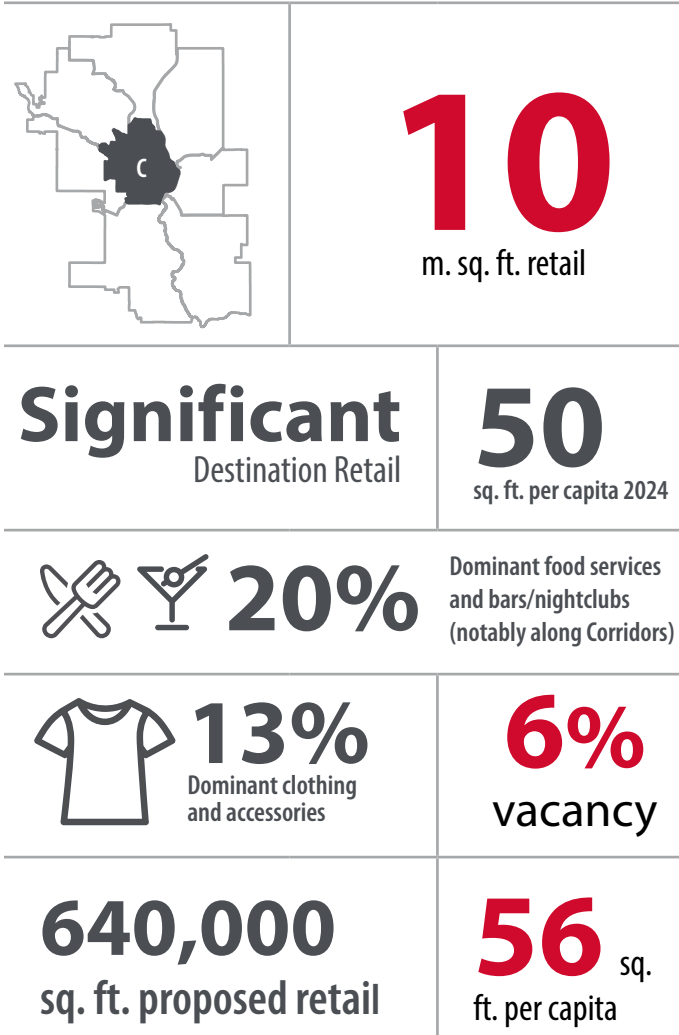 C
10
m. sq. ft. retail
Significant
Destination Retail
50
sq. ft. per capita 2024
20%
Dominant food services
and bars/nightclubs
(notably along Corridors)
13%
Dominant clothing
and accessories
6%
vacancy
640,000
sq. ft. proposed retail
56 sq.
ft. per capita